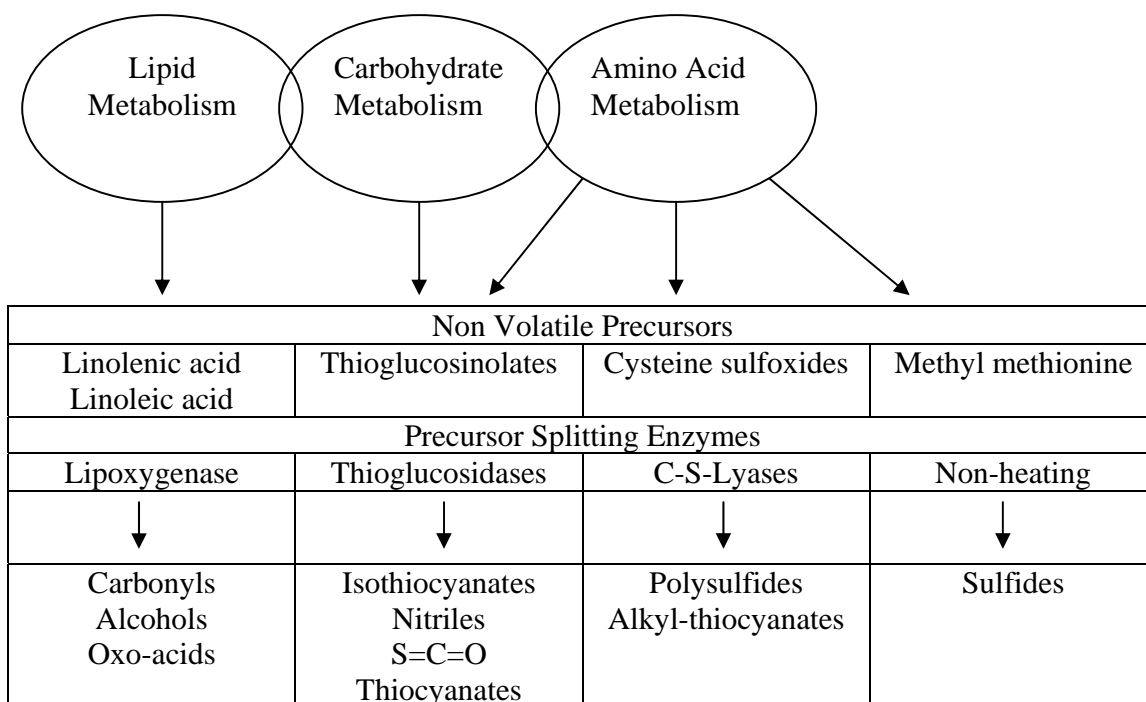 Lipid
Metabolism
Carbohydrate
Metabolism
Amino Acid
Metabolism
Non Volatile Precursors
Linolenic acid
Linoleic acid
Thioglucosinolates
Cysteine sulfoxides
Methyl methionine
Precursor Splitting Enzymes
Lipoxygenase
Thioglucosidases
C-S-Lyases
Non-heating
Carbonyls
Alcohols
Oxo-acids
Isothiocyanates
Nitriles
S=C=O
Thiocyanates
Polysulfides
Alkyl-thiocyanates
Sulfides